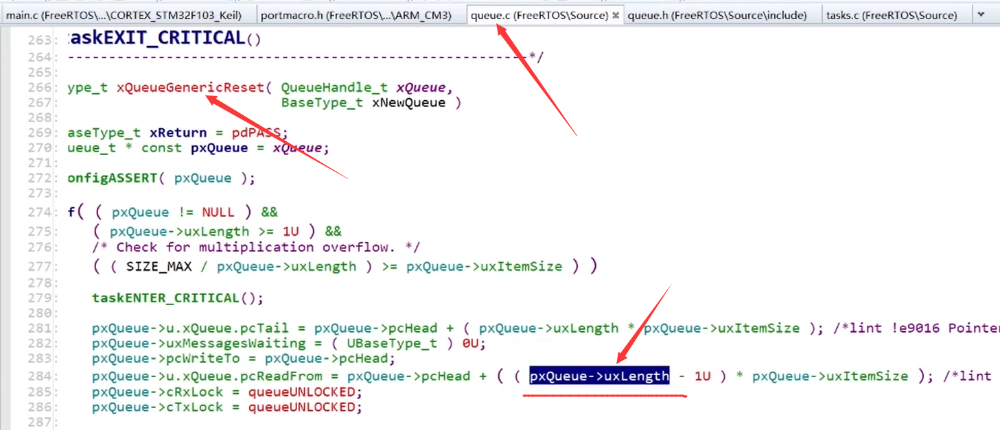 main.c (FreeRTOS\...\CORTEX_STM32F103_Keil) portmacro.h (FreeRTOS\...\ARM_CM3) queue.c (FreeRTOS\Source) queue.h (FreeRTOS\Source\include) tasks.c (FreeRTOS\Source)
263: askEXIT_CRITICAL()
264: ---------------------------------------------------------*/
265:
266: ype_t xQueueGenericReset( QueueHandle_t xQueue,
267: BaseType_t xNewQueue )
268:
269: aseType_t xReturn = pdPASS;
270: ueue_t * const pxQueue = xQueue;
271:
272: onfigASSERT( pxQueue );
273:
274: f( ( pxQueue != NULL ) &&
275: ( pxQueue->uxLength >= 1U ) &&
276: /* Check for multiplication overflow. */
277: ( ( SIZE_MAX / pxQueue->uxLength ) >= pxQueue->uxItemSize ) )
278:
279: taskENTER_CRITICAL();
280:
281: pxQueue->u.xQueue.pcTail = pxQueue->pcHead + ( pxQueue->uxLength * pxQueue->uxItemSize ); /*lint !e9016 Pointer
282: pxQueue->uxMessagesWaiting = ( UBaseType_t ) 0U;
283: pxQueue->pcWriteTo = pxQueue->pcHead;
284: pxQueue->u.xQueue.pcReadFrom = pxQueue->pcHead + ( ( pxQueue->uxLength - 1U ) * pxQueue->uxItemSize ); /*lint
285: pxQueue->cRxLock = queueUNLOCKED;
286: pxQueue->cTxLock = queueUNLOCKED;
287: